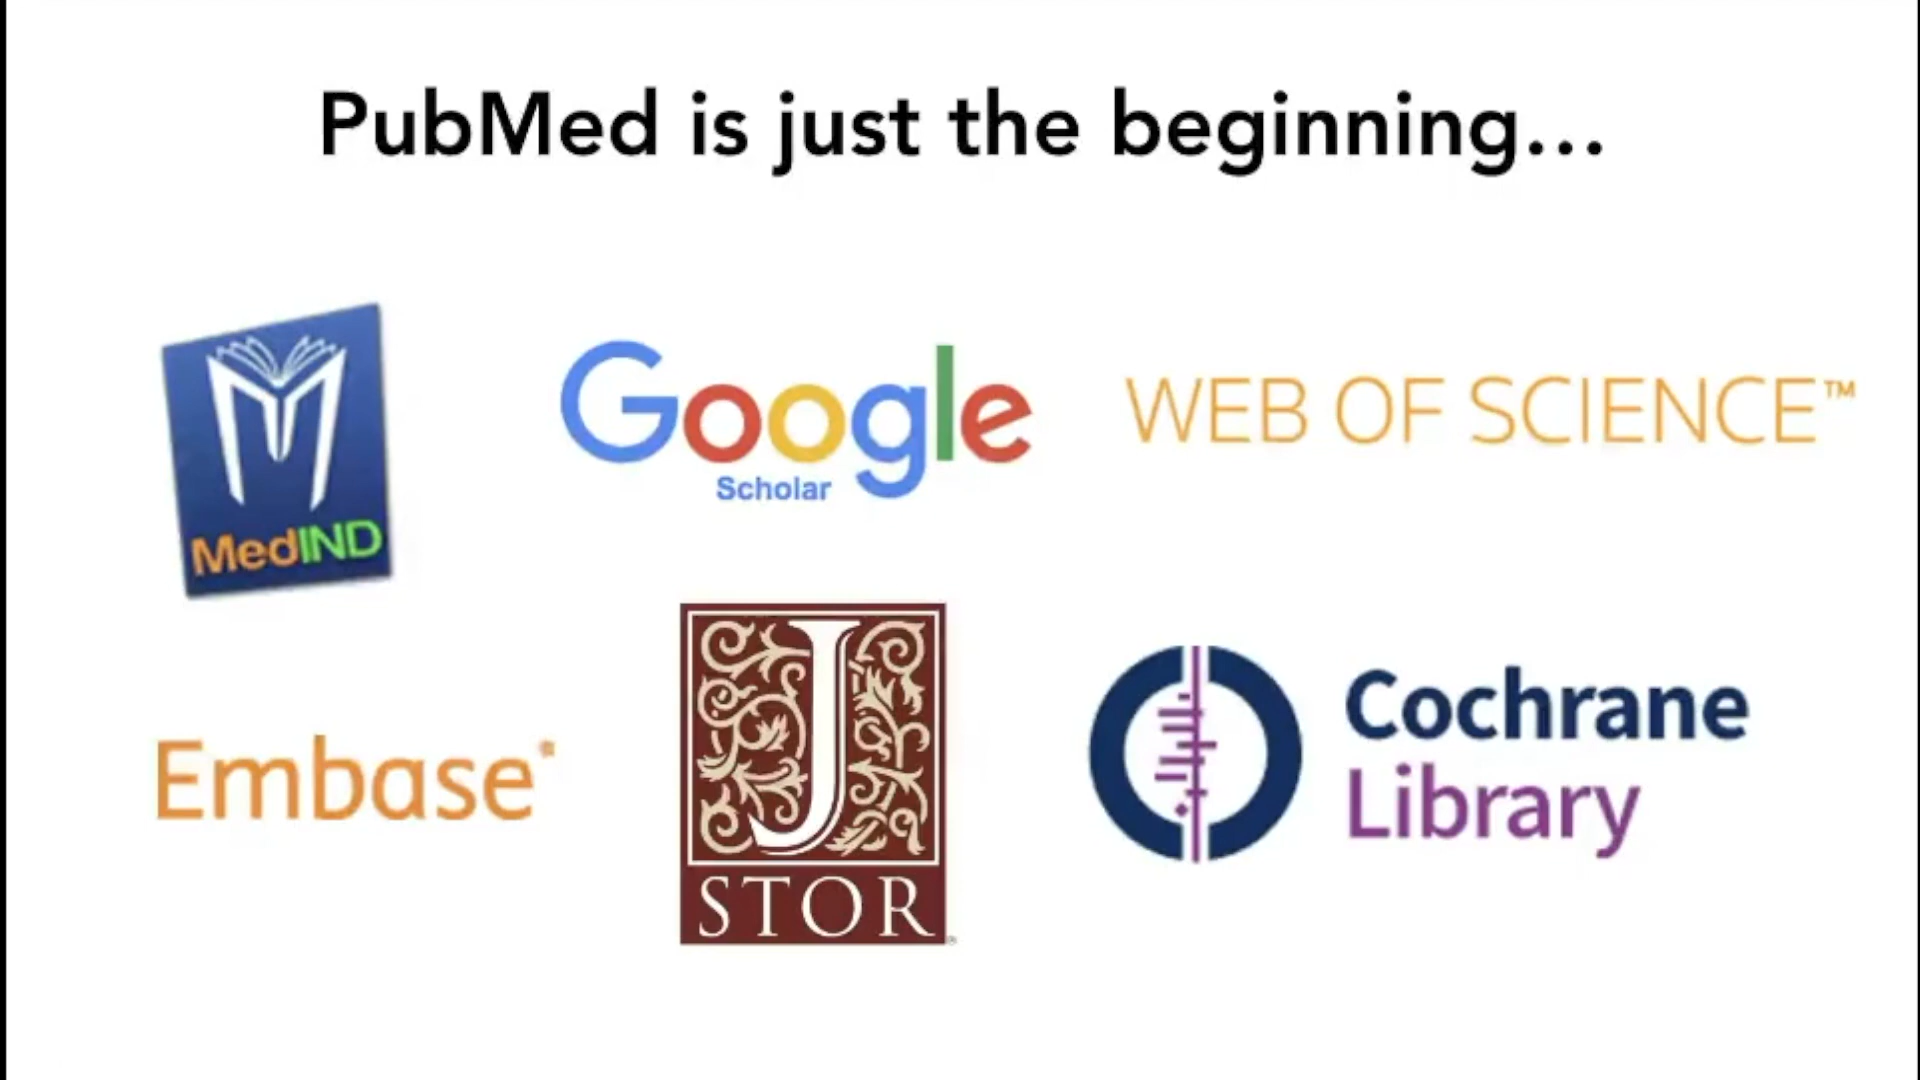 PubMed is just the beginning...
MedIND
Google
Scholar
WEB OF SCIENCE™
Embase®
J
STOR®
Cochrane
Library